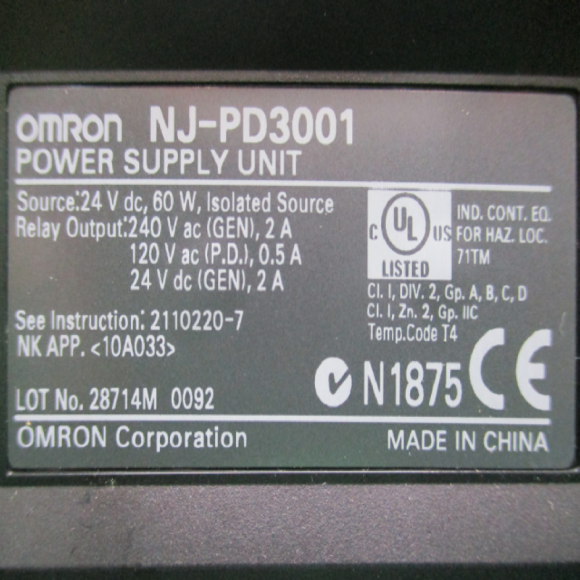 OMRON NJ-PD3001
POWER SUPPLY UNIT
Source:24 V dc, 60 W, Isolated Source
Relay Output:240 V ac (GEN), 2 A
120 V ac (P.D.), 0.5 A
24 V dc (GEN), 2 A
See Instruction: 2110220-7
NK APP. <10A033>
LOT No. 28714M 0092
C UL US
LISTED
IND. CONT. EQ.
FOR HAZ. LOC.
71TM
Cl. I, DIV. 2, Gp. A, B, C, D
Cl. I, Zn. 2, Gp. IIC
Temp.Code T4
N1875 CE
OMRON Corporation
MADE IN CHINA